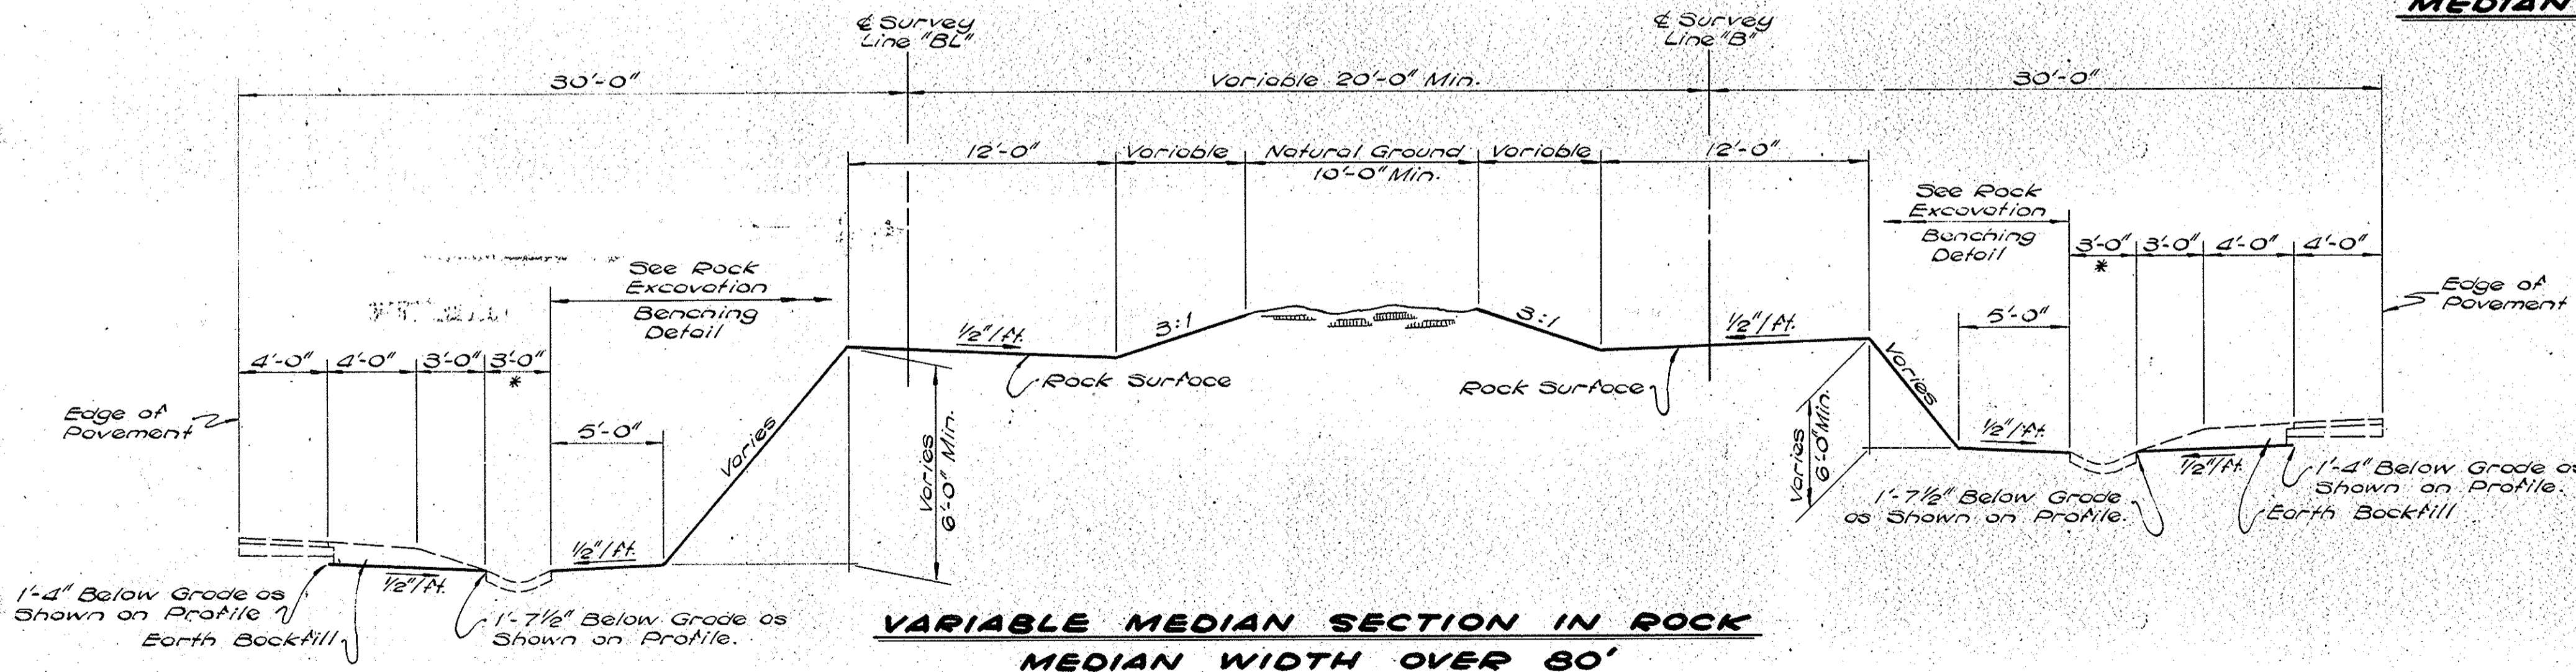 MEDIAN
℄ Survey
Line "BL"
℄ Survey
Line "B"
30'-0"
Variable 20'-0" Min.
30'-0"
12'-0"
Variable
Natural Ground
10'-0" Min.
Variable
12'-0"
See Rock
Excavation
Benching
Detail
3'-0"
*
3'-0"
4'-0"
4'-0"
See Rock
Excavation
Benching
Detail
Edge of
Pavement
5'-0"
4'-0"
4'-0"
3'-0"
3'-0"
*
1/2"/ft.
3:1
3:1
1/2"/ft.
Rock Surface
Rock Surface
Varies
Edge of
Pavement
5'-0"
Varies
Varies
6'-0" Min.
Varies
6'-0" Min.
1/2"/ft.
1/2"/ft.
1'-4" Below Grade as
Shown on Profile.
1'-7 1/2" Below Grade
as Shown on Profile.
Earth Backfill
1/2"/ft.
1/2"/ft.
1'-4" Below Grade as
Shown on Profile
Earth Backfill
1'-7 1/2" Below Grade as
Shown on Profile.
VARIABLE MEDIAN SECTION IN ROCK
MEDIAN WIDTH OVER 80'